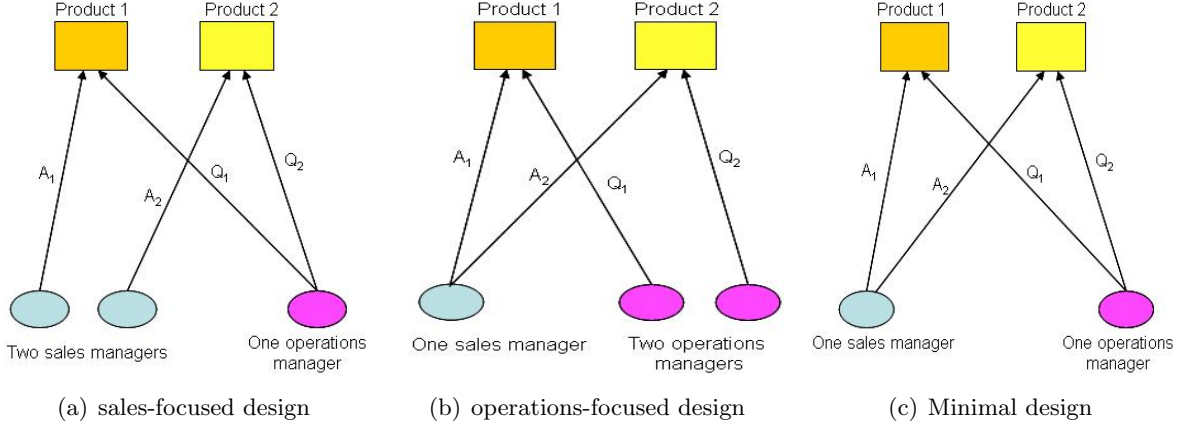 Product 1
Product 2
A1
A2
Q1
Q2
Two sales managers
One operations
manager
(a) sales-focused design
Product 1
Product 2
A1
A2
Q1
Q2
One sales manager
Two operations
managers
(b) operations-focused design
Product 1
Product 2
A1
A2
Q1
Q2
One sales manager
One operations
manager
(c) Minimal design